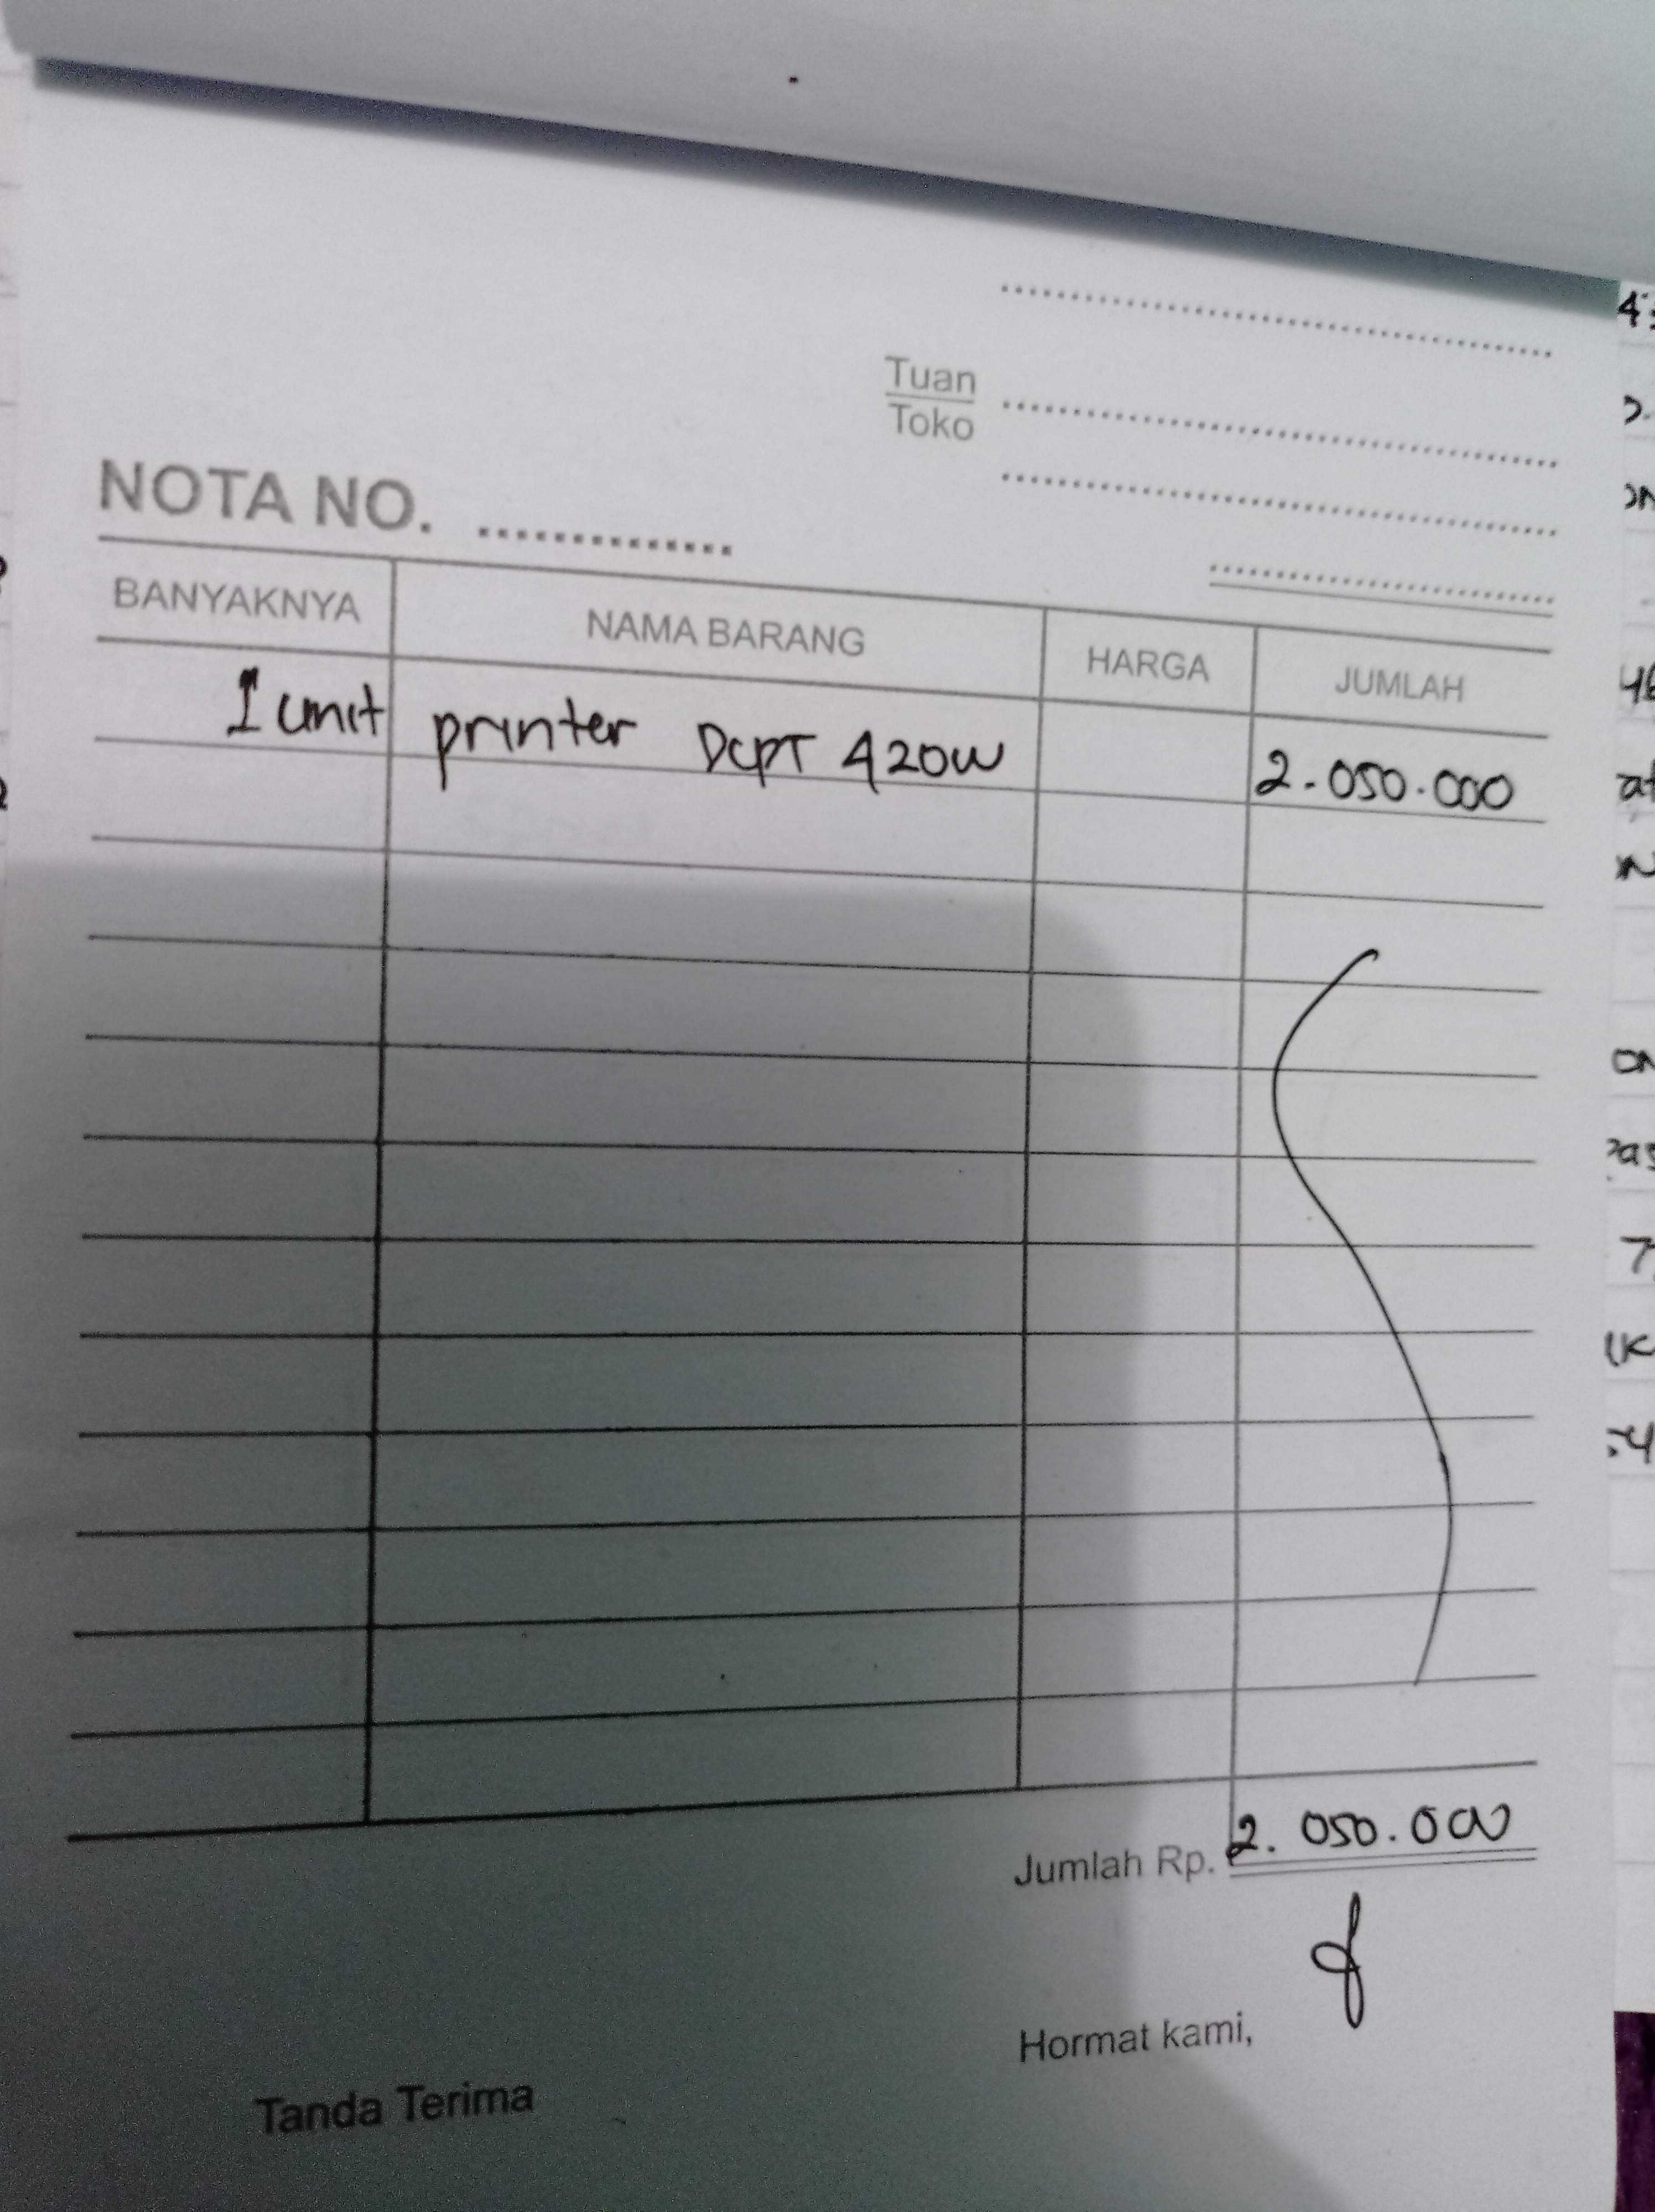 Tuan
Toko
NOTA NO. ..............
BANYAKNYA NAMA BARANG HARGA JUMLAH
1 unit printer DCPT 420W 2.050.000
Jumlah Rp. 2.050.000
Hormat kami,
Tanda Terima